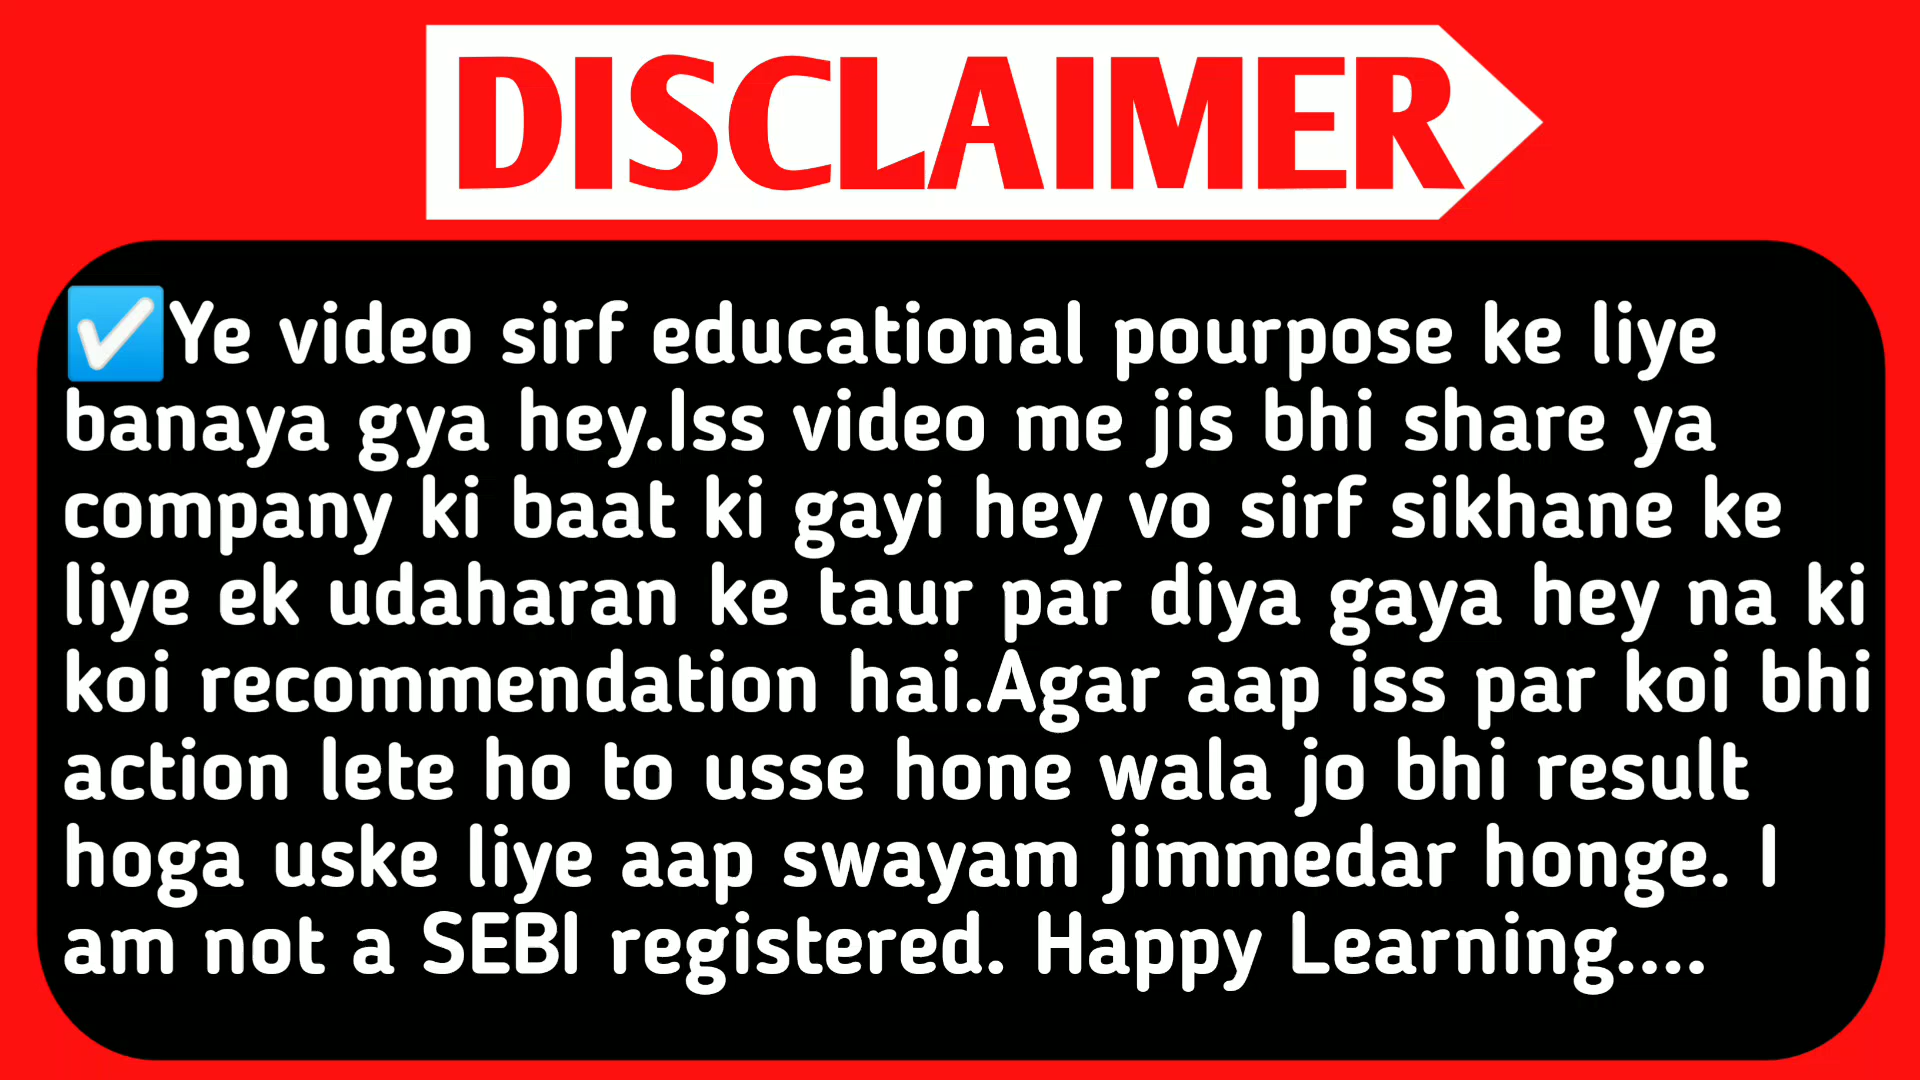 DISCLAIMER
☑Ye video sirf educational pourpose ke liye
banaya gya hey.Iss video me jis bhi share ya
company ki baat ki gayi hey vo sirf sikhane ke
liye ek udaharan ke taur par diya gaya hey na ki
koi recommendation hai.Agar aap iss par koi bhi
action lete ho to usse hone wala jo bhi result
hoga uske liye aap swayam jimmedar honge. I
am not a SEBI registered. Happy Learning....